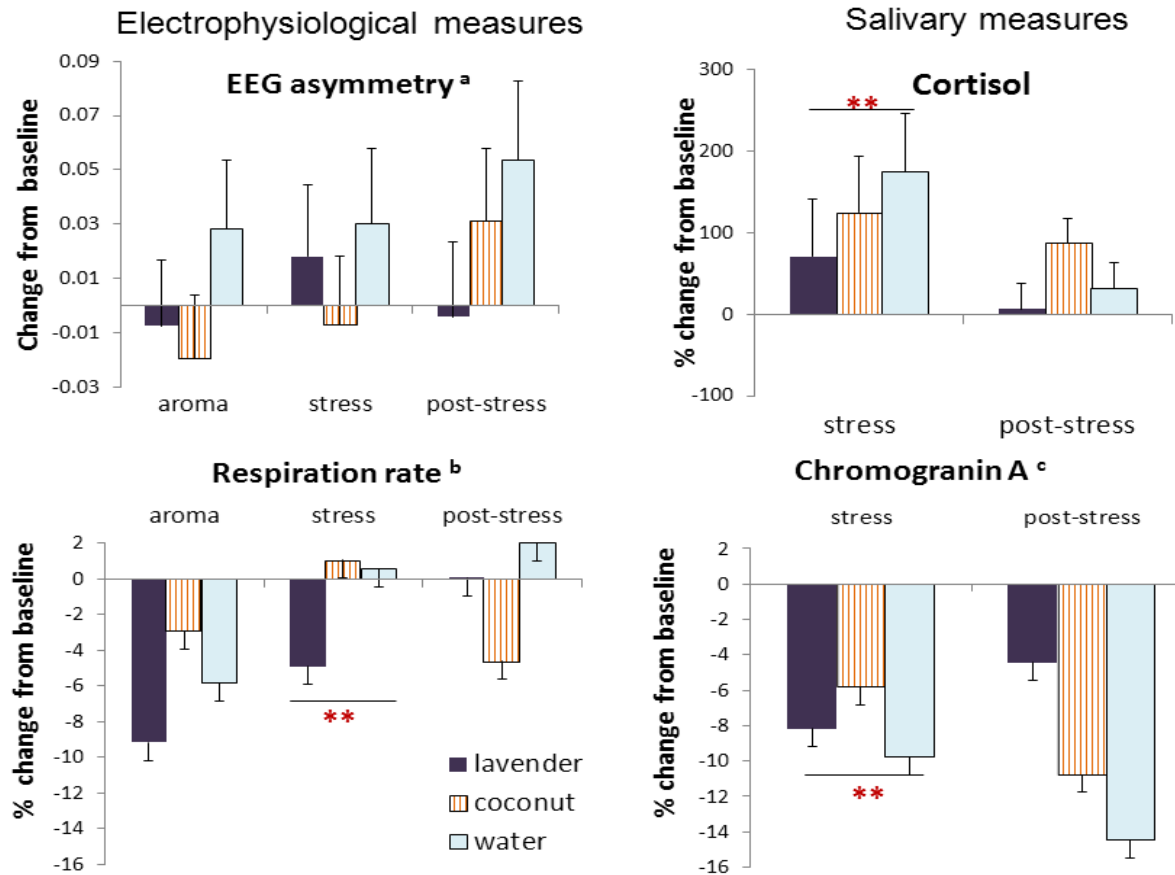 Electrophysiological measures
Salivary measures
EEG asymmetry a
Change from baseline
0.09
0.07
0.05
0.03
0.01
-0.01
-0.03
aroma stress post-stress
Cortisol
**
% change from baseline
300
200
100
0
-100
stress post-stress
Respiration rate b
aroma stress post-stress
% change from baseline
2
0
-2
-4
-6
-8
-10
-12
-14
-16
**
lavender
coconut
water
Chromogranin A c
stress post-stress
% change from baseline
2
0
-2
-4
-6
-8
-10
-12
-14
-16
**